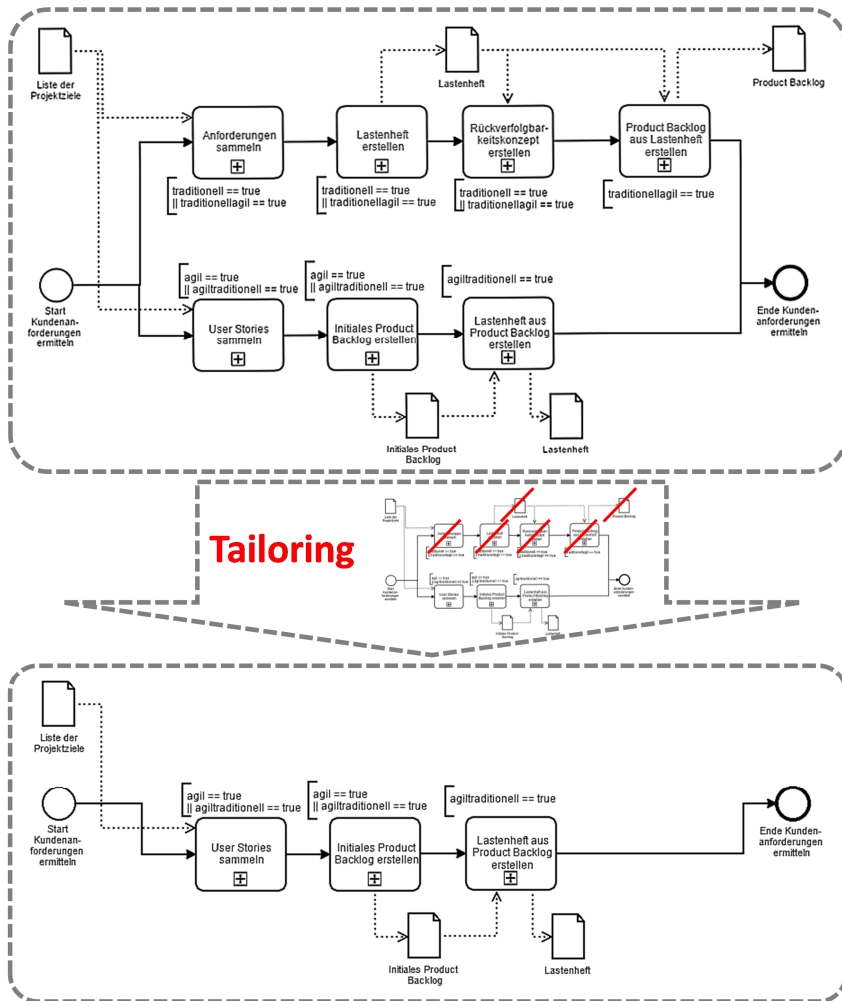 Liste der
Projektziele
Lastenheft
Product Backlog
Anforderungen
sammeln
Lastenheft
erstellen
Rückverfolgbar-
keitskonzept
erstellen
Product Backlog
aus Lastenheft
erstellen
traditionell == true
|| traditionellagil == true
traditionell == true
|| traditionellagil == true
traditionell == true
|| traditionellagil == true
traditionellagil == true
agil == true
|| agiltraditionell == true
agil == true
|| agiltraditionell == true
agiltraditionell == true
Start
Kundenan-
forderungen
ermitteln
User Stories
sammeln
Initiales Product
Backlog erstellen
Lastenheft aus
Product Backlog
erstellen
Ende Kunden-
anforderungen
ermitteln
Initiales Product
Backlog
Lastenheft
Tailoring
Liste der
Projektziele
agil == true
|| agiltraditionell == true
agil == true
|| agiltraditionell == true
agiltraditionell == true
Start
Kundenan-
forderungen
ermitteln
User Stories
sammeln
Initiales Product
Backlog erstellen
Lastenheft aus
Product Backlog
erstellen
Ende Kunden-
anforderungen
ermitteln
Initiales Product
Backlog
Lastenheft